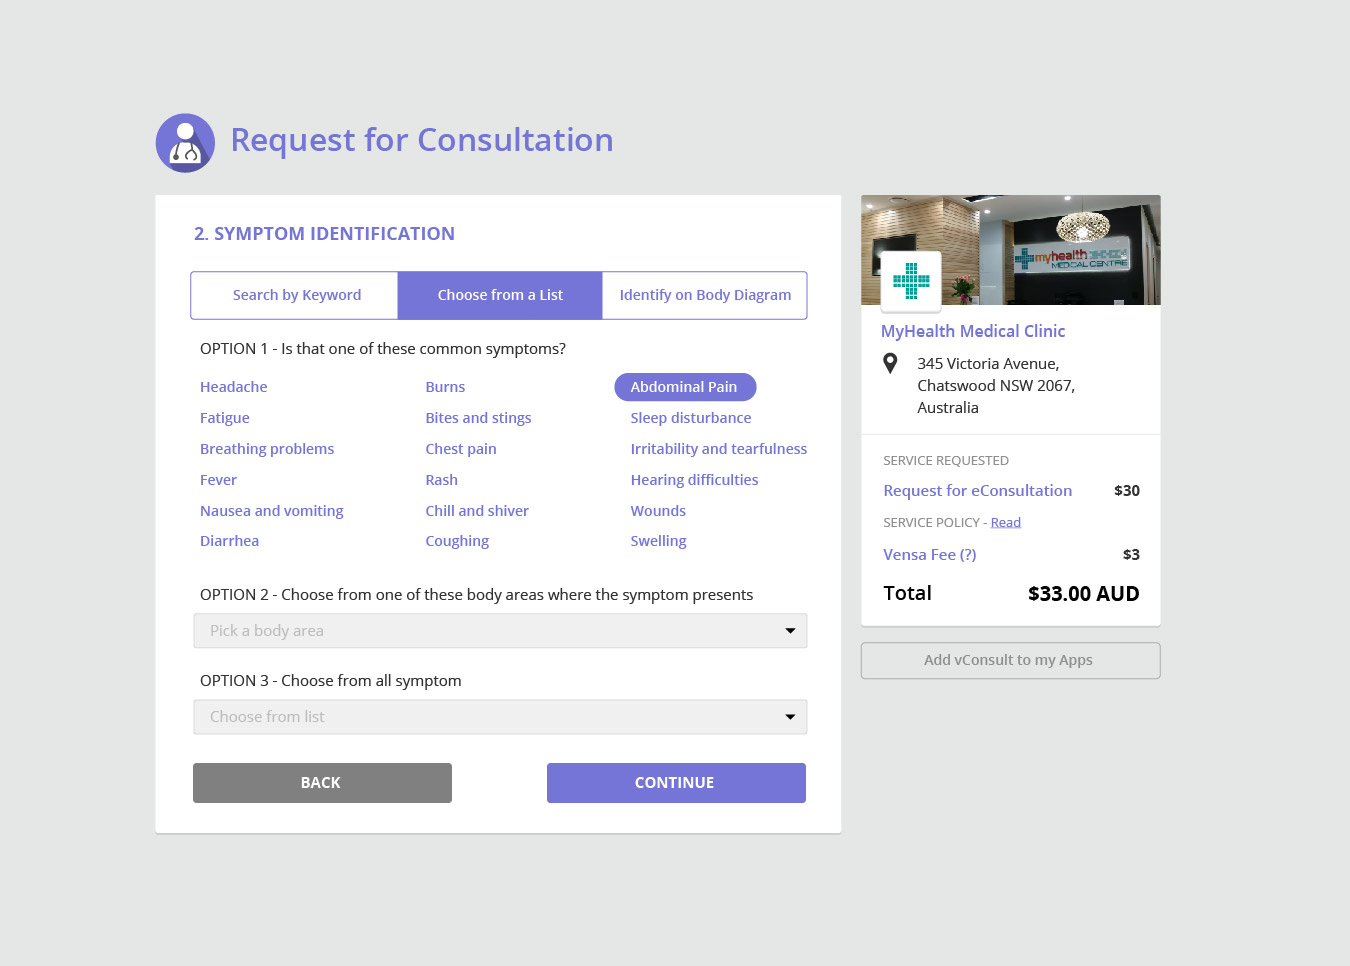 Request for Consultation
2. SYMPTOM IDENTIFICATION
Search by Keyword
Choose from a List
Identify on Body Diagram
OPTION 1 - Is that one of these common symptoms?
Headache
Burns
Abdominal Pain
Fatigue
Bites and stings
Sleep disturbance
Breathing problems
Chest pain
Irritability and tearfulness
Fever
Rash
Hearing difficulties
Nausea and vomiting
Chill and shiver
Wounds
Diarrhea
Coughing
Swelling
OPTION 2 - Choose from one of these body areas where the symptom presents
Pick a body area
OPTION 3 - Choose from all symptom
Choose from list
BACK
CONTINUE
myhealth
MEDICAL CENTRE
MyHealth Medical Clinic
345 Victoria Avenue,
Chatswood NSW 2067,
Australia
SERVICE REQUESTED
Request for eConsultation $30
SERVICE POLICY - Read
Vensa Fee (?) $3
Total $33.00 AUD
Add vConsult to my Apps